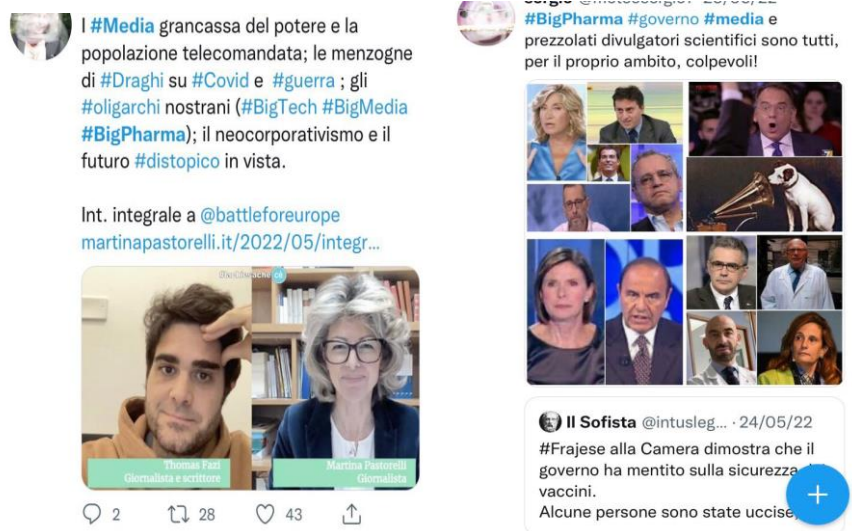 I #Media grancassa del potere e la
popolazione telecomandata; le menzogne
di #Draghi su #Covid e #guerra ; gli
#oligarchi nostrani (#BigTech #BigMedia
#BigPharma); il neocorporativismo e il
futuro #distopico in vista.
Int. integrale a @battleforeurope
martinapastorelli.it/2022/05/integr...
Thomas Fazi
Giornalista e scrittore
Martina Pastorelli
Giornalista
2 28 43
#BigPharma #governo #media e
prezzolati divulgatori scientifici sono tutti,
per il proprio ambito, colpevoli!
Il Sofista @intusleg... · 24/05/22
#Frajese alla Camera dimostra che il
governo ha mentito sulla sicurezza
vaccini.
Alcune persone sono state uccise